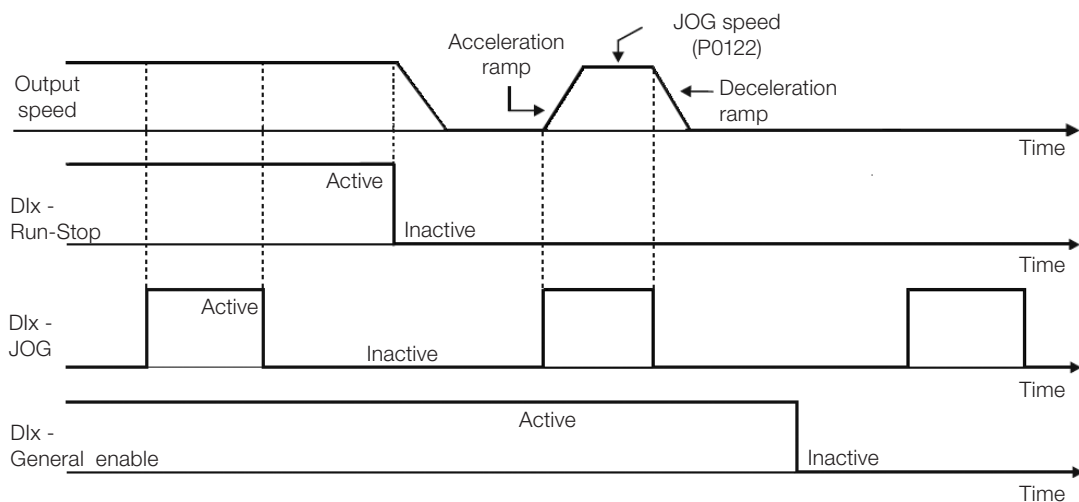 JOG speed
(P0122)
Acceleration
ramp
Output
speed
Deceleration
ramp
Time
Active
DIx -
Run-Stop
Inactive
Time
Active
DIx -
JOG
Inactive
Time
Active
DIx -
General enable
Inactive
Time